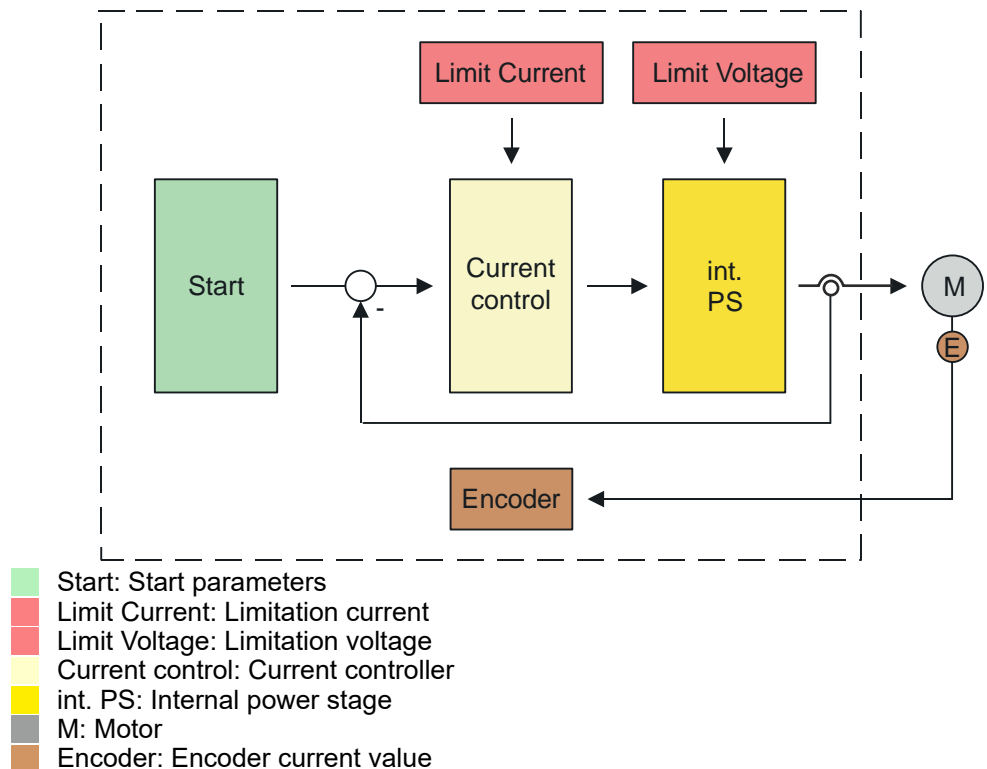 Limit Current
Limit Voltage
Start
Current
control
int.
PS
M
-
E
Encoder
Start: Start parameters
Limit Current: Limitation current
Limit Voltage: Limitation voltage
Current control: Current controller
int. PS: Internal power stage
M: Motor
Encoder: Encoder current value